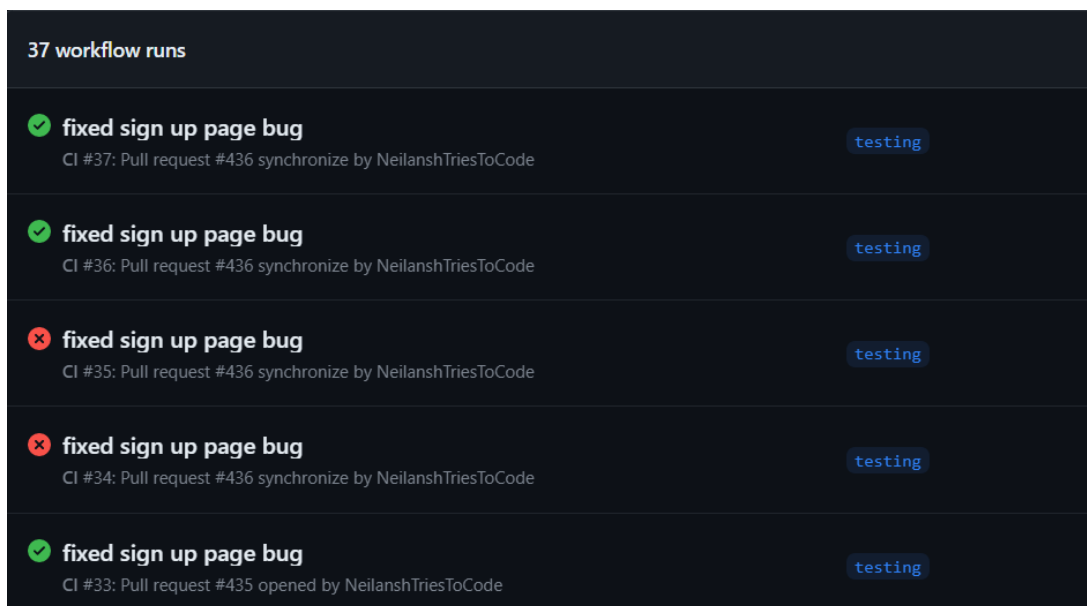 37 workflow runs
fixed sign up page bug
CI #37: Pull request #436 synchronize by NeilanshTriesToCode
testing
fixed sign up page bug
CI #36: Pull request #436 synchronize by NeilanshTriesToCode
testing
fixed sign up page bug
CI #35: Pull request #436 synchronize by NeilanshTriesToCode
testing
fixed sign up page bug
CI #34: Pull request #436 synchronize by NeilanshTriesToCode
testing
fixed sign up page bug
CI #33: Pull request #435 opened by NeilanshTriesToCode
testing